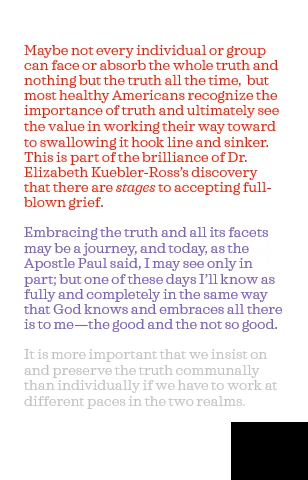 Maybe not every individual or group
can face or absorb the whole truth and
nothing but the truth all the time, but
most healthy Americans recognize the
importance of truth and ultimately see
the value in working their way toward
to swallowing it hook line and sinker.
This is part of the brilliance of Dr.
Elizabeth Kuebler-Ross's discovery
that there are stages to accepting full-
blown grief.

Embracing the truth and all its facets
may be a journey, and today, as the
Apostle Paul said, I may see only in
part; but one of these days I'll know as
fully and completely in the same way
that God knows and embraces all there
is to me—the good and the not so good.

It is more important that we insist on
and preserve the truth communally
than individually if we have to work at
different paces in the two realms.